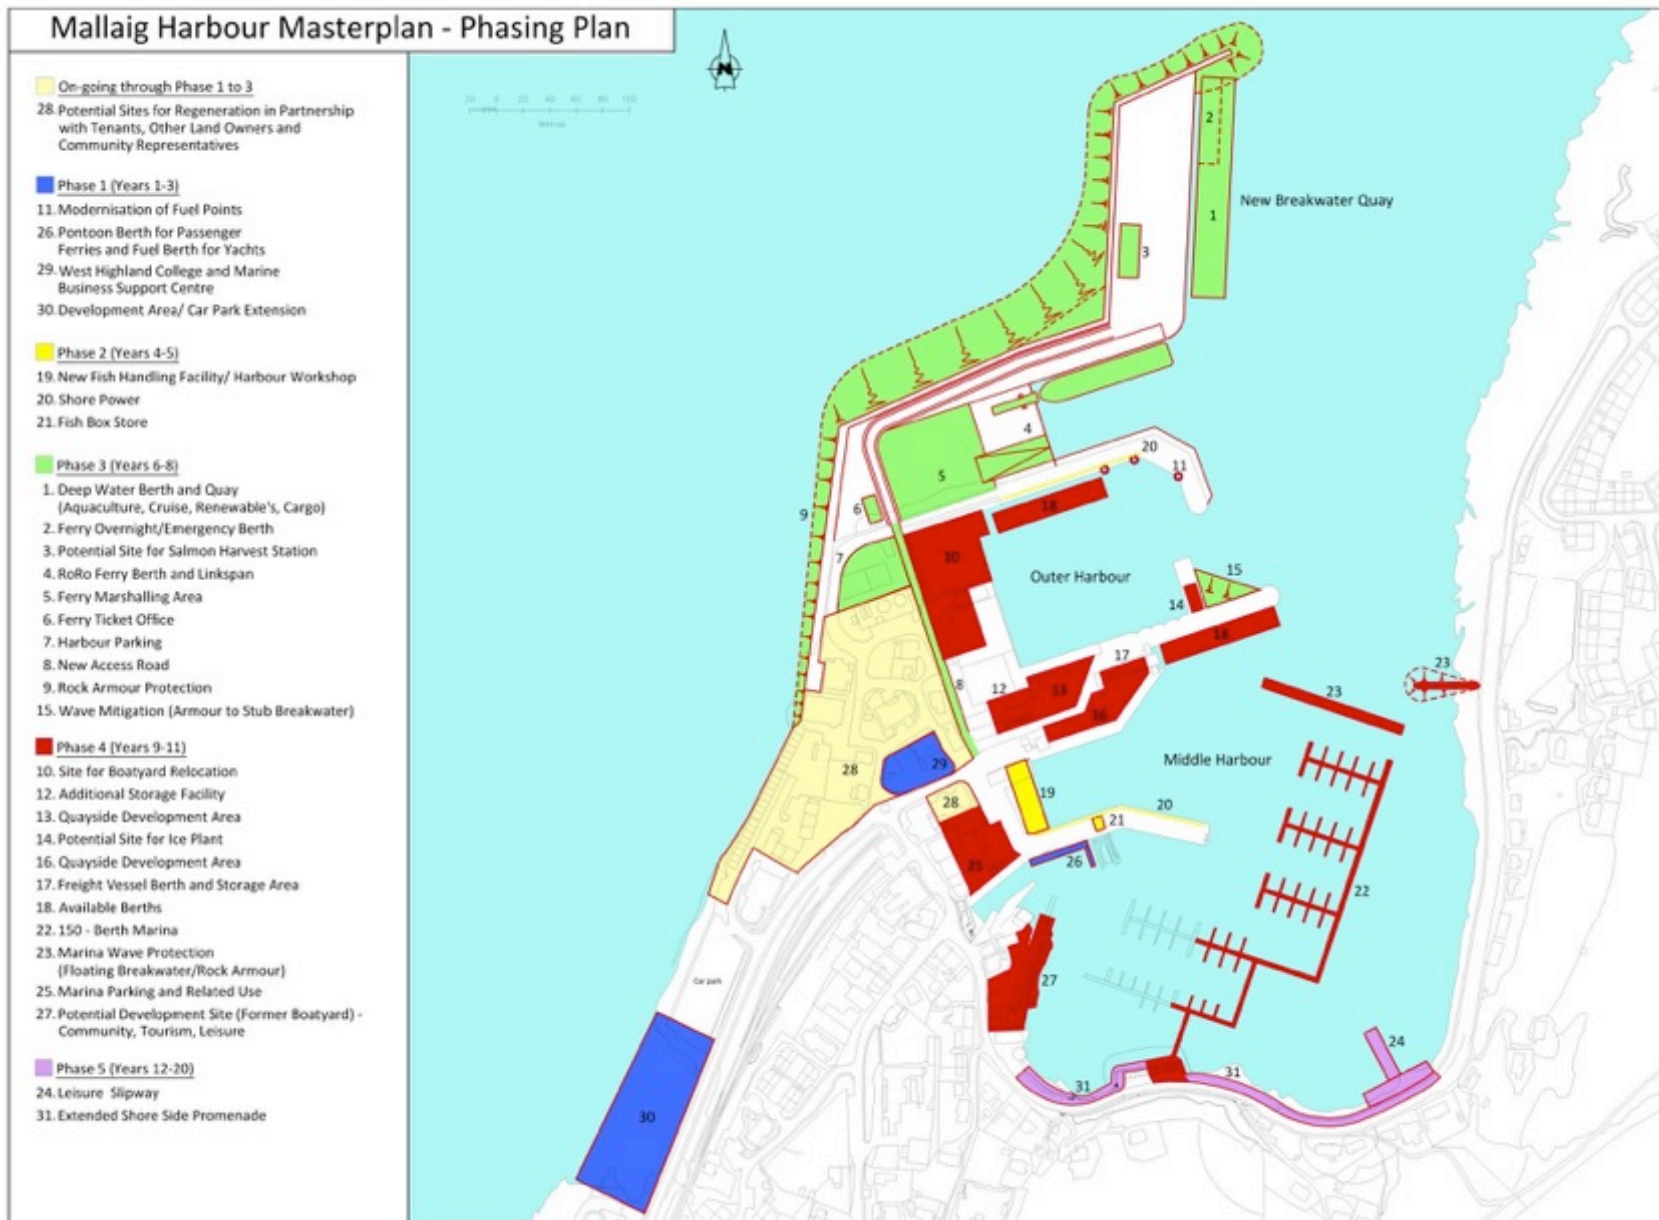 Mallaig Harbour Masterplan - Phasing Plan
On-going through Phase 1 to 3
28. Potential Sites for Regeneration in Partnership
with Tenants, Other Land Owners and
Community Representatives
Phase 1 (Years 1-3)
11. Modernisation of Fuel Points
26. Pontoon Berth for Passenger
Ferries and Fuel Berth for Yachts
29. West Highland College and Marine
Business Support Centre
30. Development Area/ Car Park Extension
Phase 2 (Years 4-5)
19. New Fish Handling Facility/ Harbour Workshop
20. Shore Power
21. Fish Box Store
Phase 3 (Years 6-8)
1. Deep Water Berth and Quay
(Aquaculture, Cruise, Renewable's, Cargo)
2. Ferry Overnight/Emergency Berth
3. Potential Site for Salmon Harvest Station
4. RoRo Ferry Berth and Linkspan
5. Ferry Marshalling Area
6. Ferry Ticket Office
7. Harbour Parking
8. New Access Road
9. Rock Armour Protection
15. Wave Mitigation (Armour to Stub Breakwater)
Phase 4 (Years 9-11)
10. Site for Boatyard Relocation
12. Additional Storage Facility
13. Quayside Development Area
14. Potential Site for Ice Plant
16. Quayside Development Area
17. Freight Vessel Berth and Storage Area
18. Available Berths
22. 150 - Berth Marina
23. Marina Wave Protection
(Floating Breakwater/Rock Armour)
25. Marina Parking and Related Use
27. Potential Development Site (Former Boatyard) -
Community, Tourism, Leisure
Phase 5 (Years 12-20)
24. Leisure Slipway
31. Extended Shore Side Promenade
N
20 0 20 40 60 80 100
2
1
New Breakwater Quay
3
4
20
11
5
6
9
18
7
10
Outer Harbour
15
14
18
17
8
12
13
16
23
23
Middle Harbour
28
29
28
19
20
21
25
26
22
27
Car park
24
31
31
30